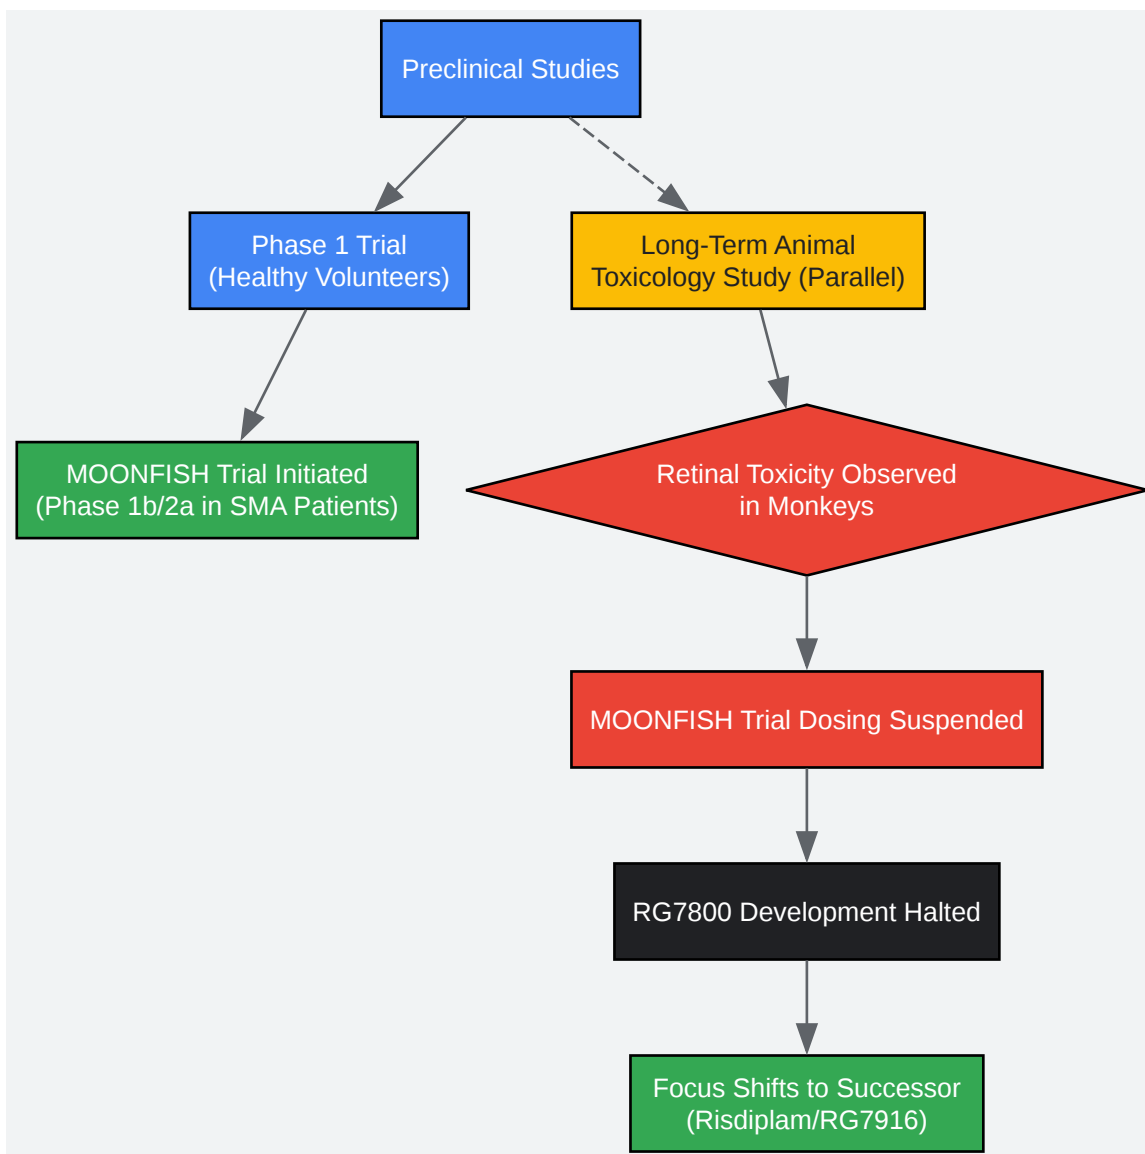 Preclinical Studies
Phase 1 Trial
(Healthy Volunteers)
Long-Term Animal
Toxicology Study (Parallel)
MOONFISH Trial Initiated
(Phase 1b/2a in SMA Patients)
Retinal Toxicity Observed
in Monkeys
MOONFISH Trial Dosing Suspended
RG7800 Development Halted
Focus Shifts to Successor
(Risdiplam/RG7916)